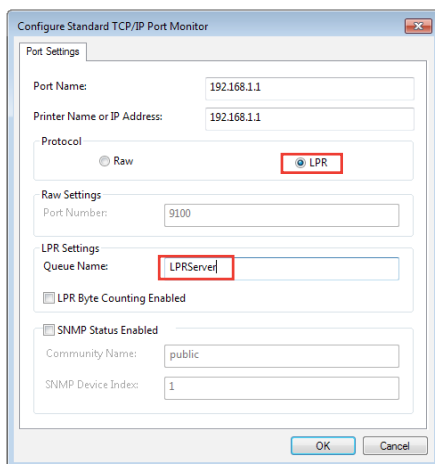 Configure Standard TCP/IP Port Monitor
Port Settings
Port Name: 192.168.1.1
Printer Name or IP Address: 192.168.1.1
Protocol
Raw LPR
Raw Settings
Port Number: 9100
LPR Settings
Queue Name: LPRServer
LPR Byte Counting Enabled
SNMP Status Enabled
Community Name: public
SNMP Device Index: 1
OK Cancel